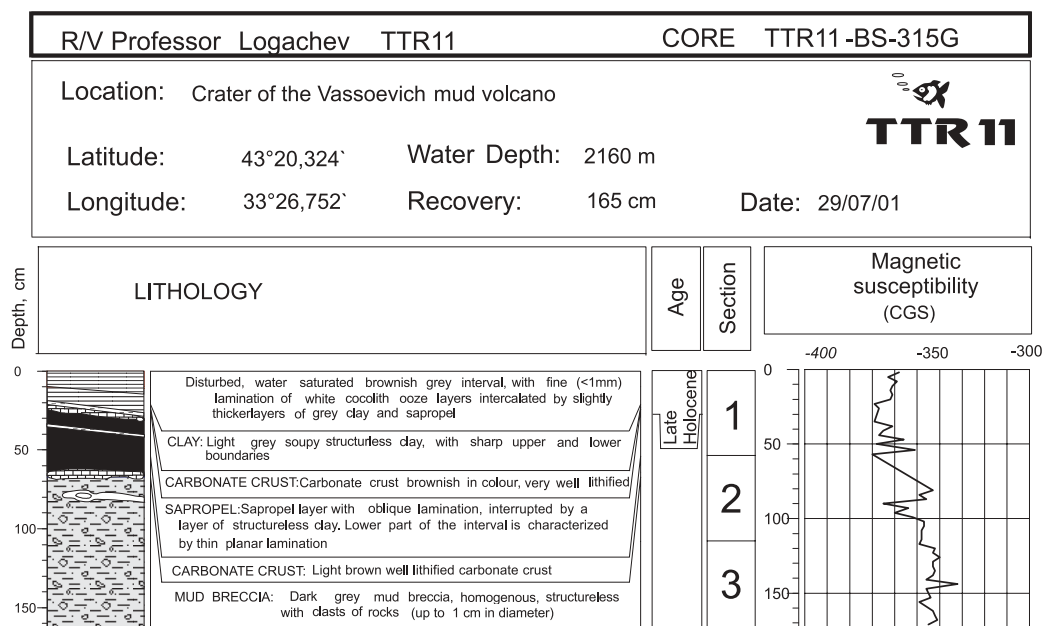 R/V Professor Logachev TTR11 CORE TTR11-BS-315G
Location: Crater of the Vassoevich mud volcano
TTR 11
Latitude: 43°20,324` Water Depth: 2160 m
Longitude: 33°26,752` Recovery: 165 cm Date: 29/07/01
Depth, cm
LITHOLOGY
Age
Section
Magnetic
susceptibility
(CGS)
-400 -350 -300
0
50
100
150
Disturbed, water saturated brownish grey interval, with fine (<1mm)
lamination of white cocolith ooze layers intercalated by slightly
thickerlayers of grey clay and sapropel
CLAY: Light grey soupy structurless clay, with sharp upper and lower
boundaries
CARBONATE CRUST:Carbonate crust brownish in colour, very well lithified
SAPROPEL:Sapropel layer with oblique lamination, interrupted by a
layer of structureless clay. Lower part of the interval is characterized
by thin planar lamination
CARBONATE CRUST: Light brown well lithified carbonate crust
MUD BRECCIA: Dark grey mud breccia, homogenous, structureless
with clasts of rocks (up to 1 cm in diameter)
Late
Holocene
1
2
3
0
50
100
150